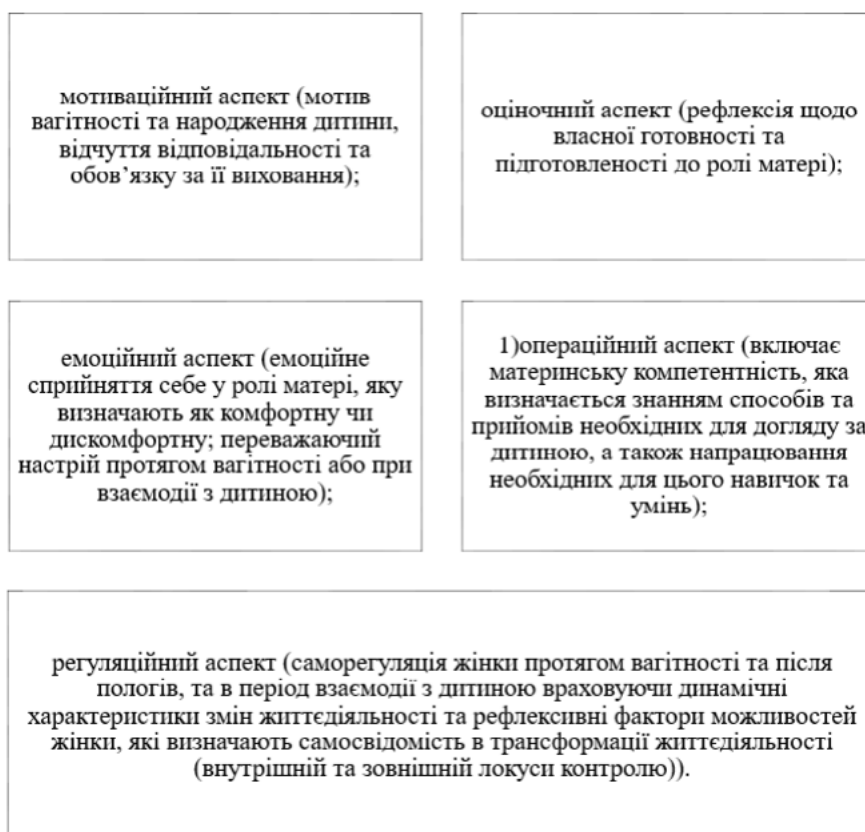 мотиваційний аспект (мотив
вагітності та народження дитини,
відчуття відповідальності та
обов’язку за її виховання);
оціночний аспект (рефлексія щодо
власної готовності та
підготовленості до ролі матері);
емоційний аспект (емоційне
сприйняття себе у ролі матері, яку
визначають як комфортну чи
дискомфортну; переважаючий
настрій протягом вагітності або при
взаємодії з дитиною);
1)операційний аспект (включає
материнську компетентність, яка
визначається знанням способів та
прийомів необхідних для догляду за
дитиною, а також напрацювання
необхідних для цього навичок та
умінь);
регуляційний аспект (саморегуляція жінки протягом вагітності та після
пологів, та в період взаємодії з дитиною враховуючи динамічні
характеристики змін життєдіяльності та рефлексивні фактори можливостей
жінки, які визначають самосвідомість в трансформації життєдіяльності
(внутрішній та зовнішній локуси контролю)).